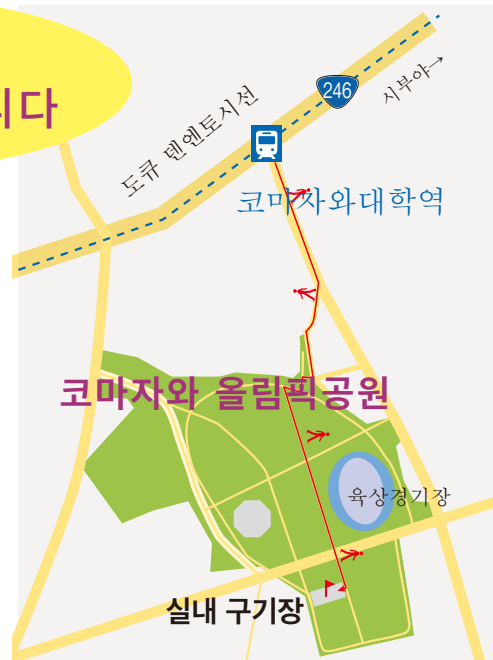 니다
246
시부야→
도큐 덴엔토시선
코마자와대학역
코마자와 올림픽공원
육상경기장
실내 구기장